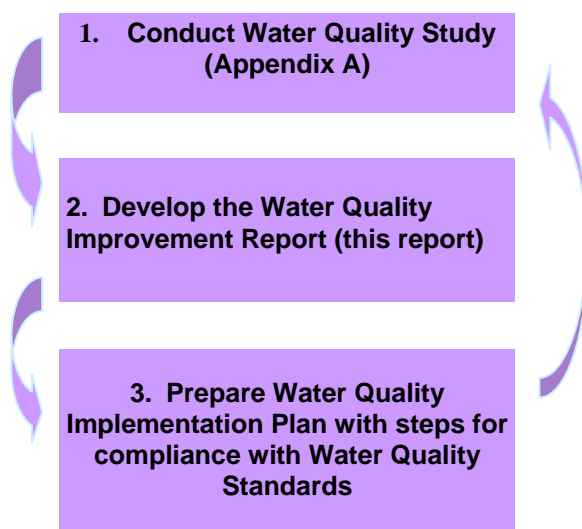 1. Conduct Water Quality Study
(Appendix A)
2. Develop the Water Quality
Improvement Report (this report)
3. Prepare Water Quality
Implementation Plan with steps for
compliance with Water Quality
Standards